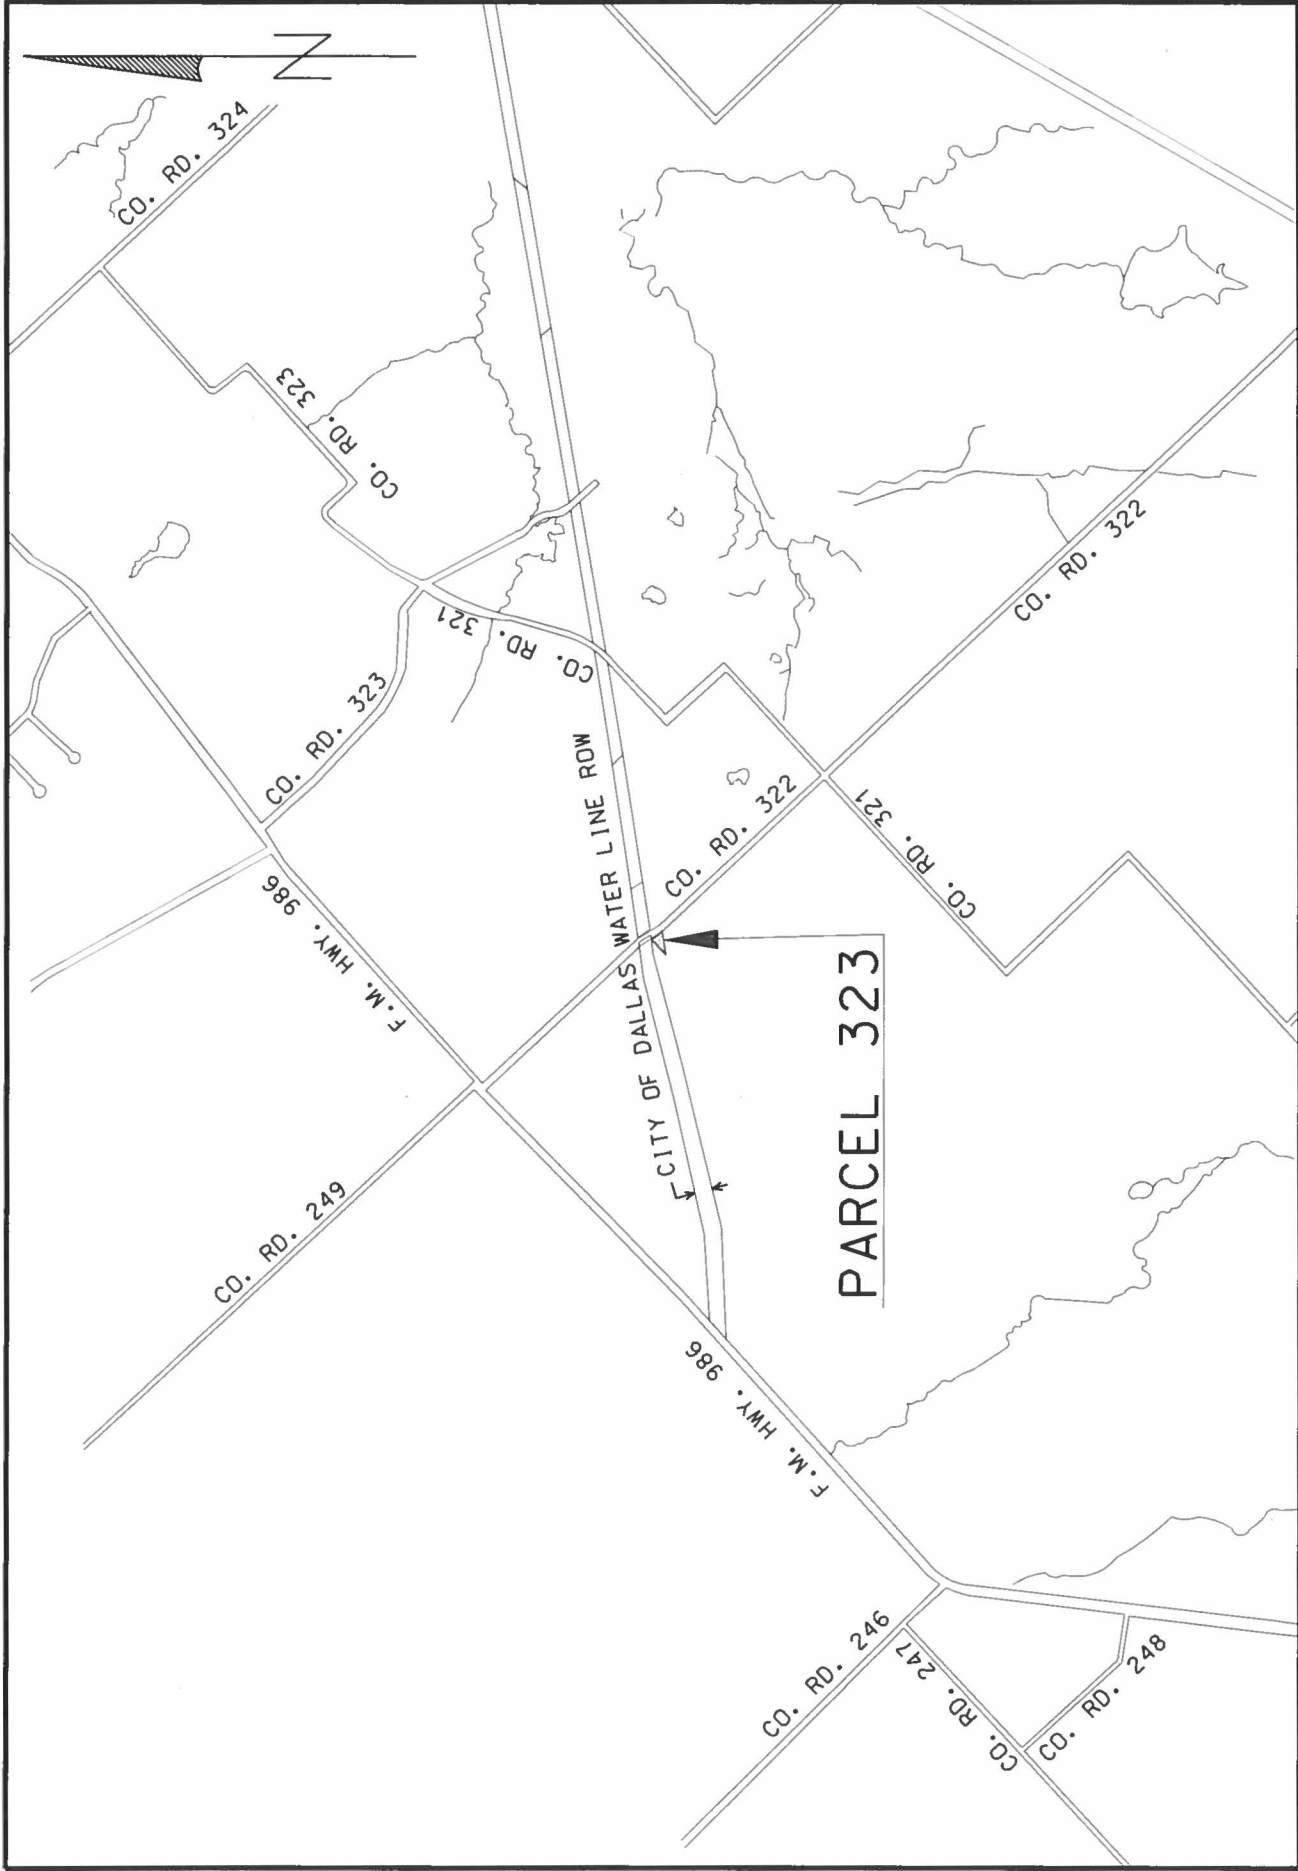 N
CO. RD. 324
CO. RD. 323
CO. RD. 321
CO. RD. 323
F.M. HWY. 986
CITY OF DALLAS WATER LINE ROW
CO. RD. 322
CO. RD. 322
CO. RD. 321
CO. RD. 249
PARCEL 323
F.M. HWY. 986
CO. RD. 246
CO. RD. 247
CO. RD. 248